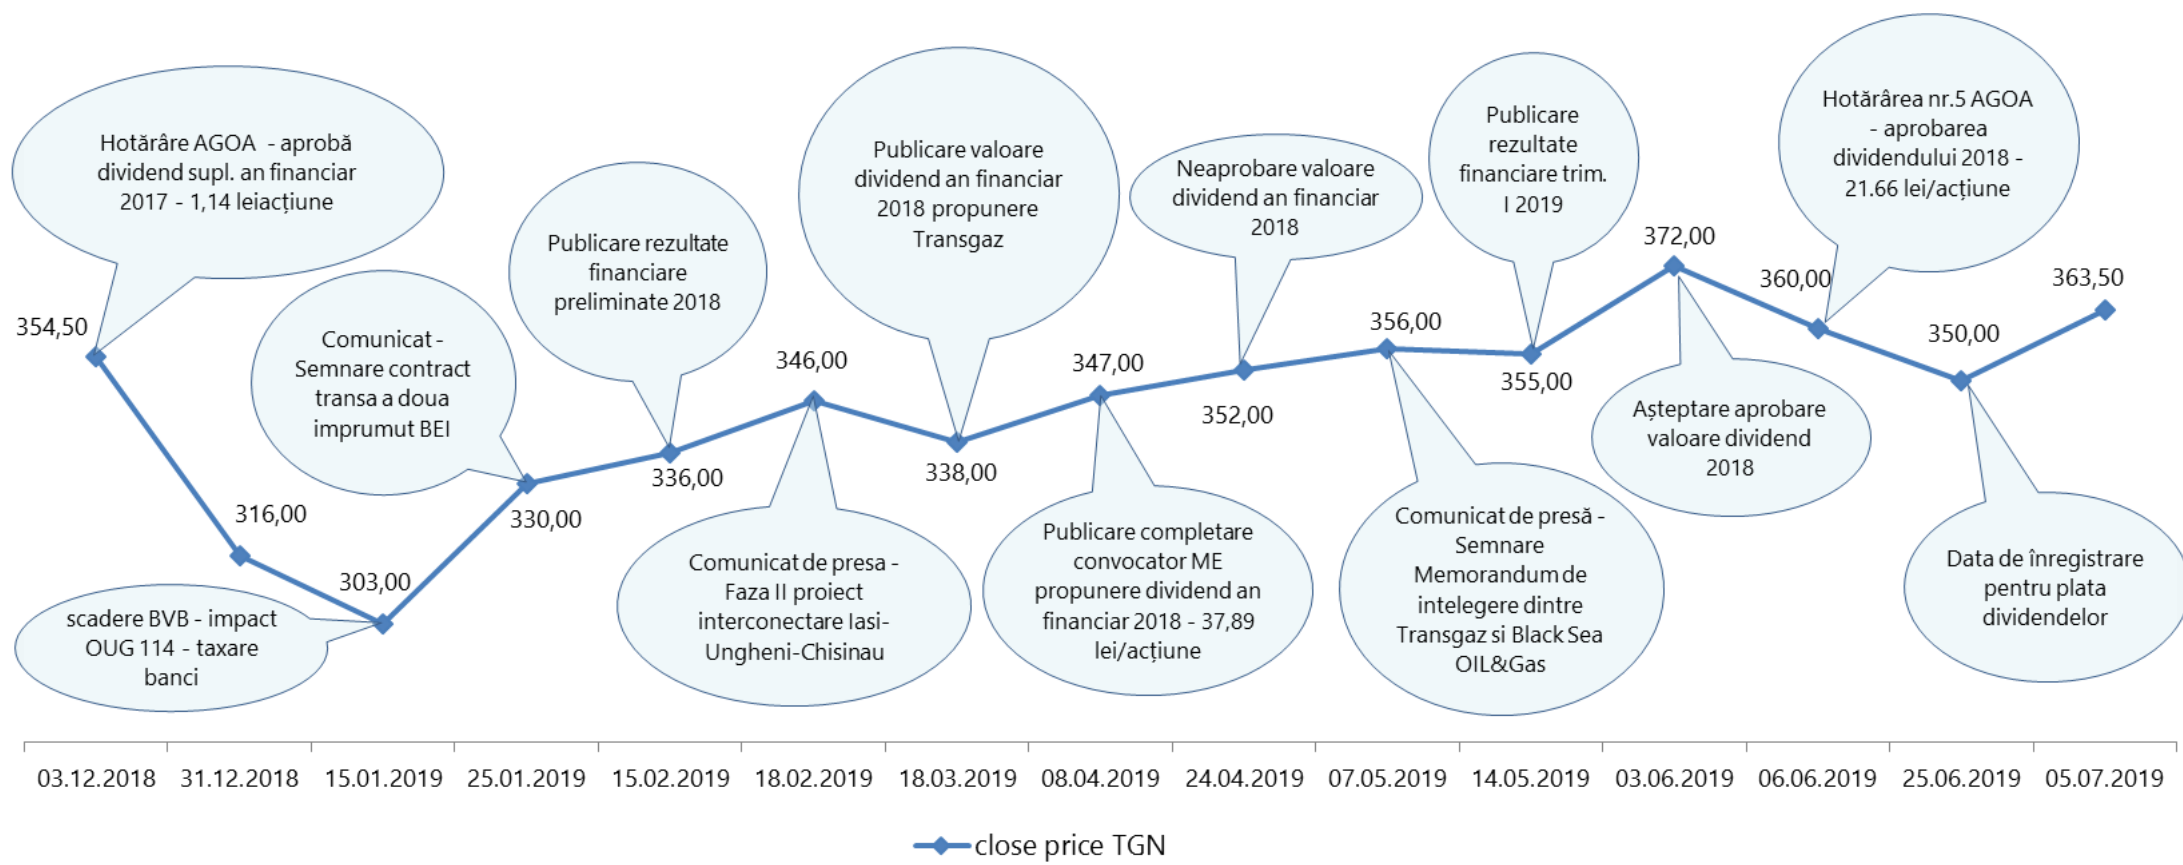 Hotărâre AGOA - aprobă
dividend supl. an financiar
2017 - 1,14 leiacțiune
354,50
316,00
scadere BVB - impact
OUG 114 - taxare
banci
303,00
Comunicat -
Semnare contract
transa a doua
imprumut BEI
330,00
Publicare rezultate
financiare
preliminate 2018
336,00
346,00
Comunicat de presa -
Faza II proiect
interconectare Iasi-
Ungheni-Chisinau
Publicare valoare
dividend an financiar
2018 propunere
Transgaz
338,00
347,00
Publicare completare
convocator ME
propunere dividend an
financiar 2018 - 37,89
lei/acțiune
Neaprobare valoare
dividend an financiar
2018
352,00
356,00
Comunicat de presă -
Semnare
Memorandum de
intelegere dintre
Transgaz si Black Sea
OIL&Gas
Publicare
rezultate
financiare trim.
I 2019
355,00
372,00
Așteptare aprobare
valoare dividend
2018
Hotărârea nr.5 AGOA
- aprobarea
dividendului 2018 -
21.66 lei/acțiune
360,00
350,00
Data de înregistrare
pentru plata
dividendelor
363,50
03.12.2018 31.12.2018 15.01.2019 25.01.2019 15.02.2019 18.02.2019 18.03.2019 08.04.2019 24.04.2019 07.05.2019 14.05.2019 03.06.2019 06.06.2019 25.06.2019 05.07.2019
close price TGN